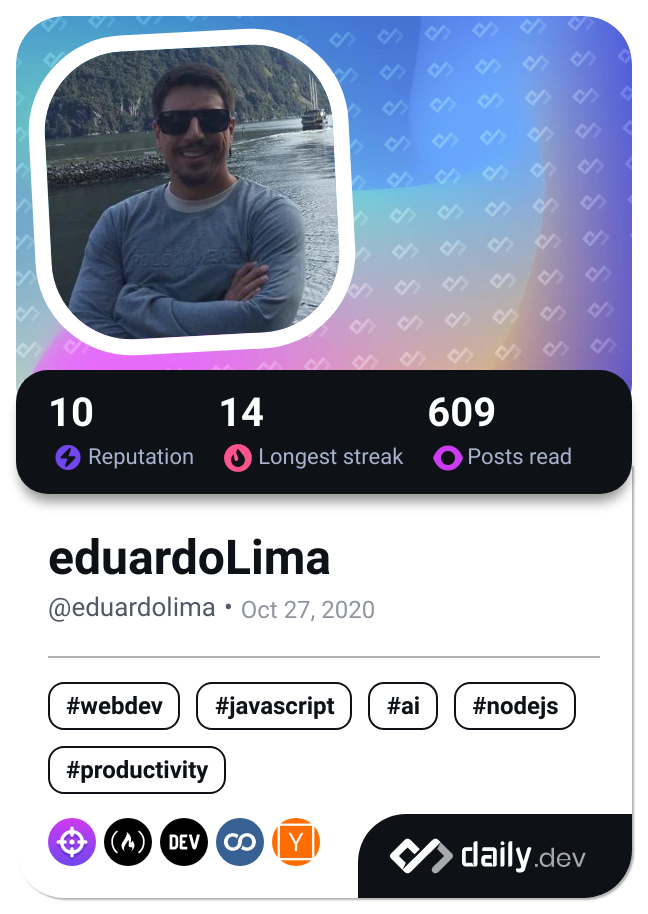 10 14 609
Reputation Longest streak Posts read
eduardoLima
@eduardolima • Oct 27, 2020
#webdev #javascript #ai #nodejs
#productivity
DEV Y
daily.dev